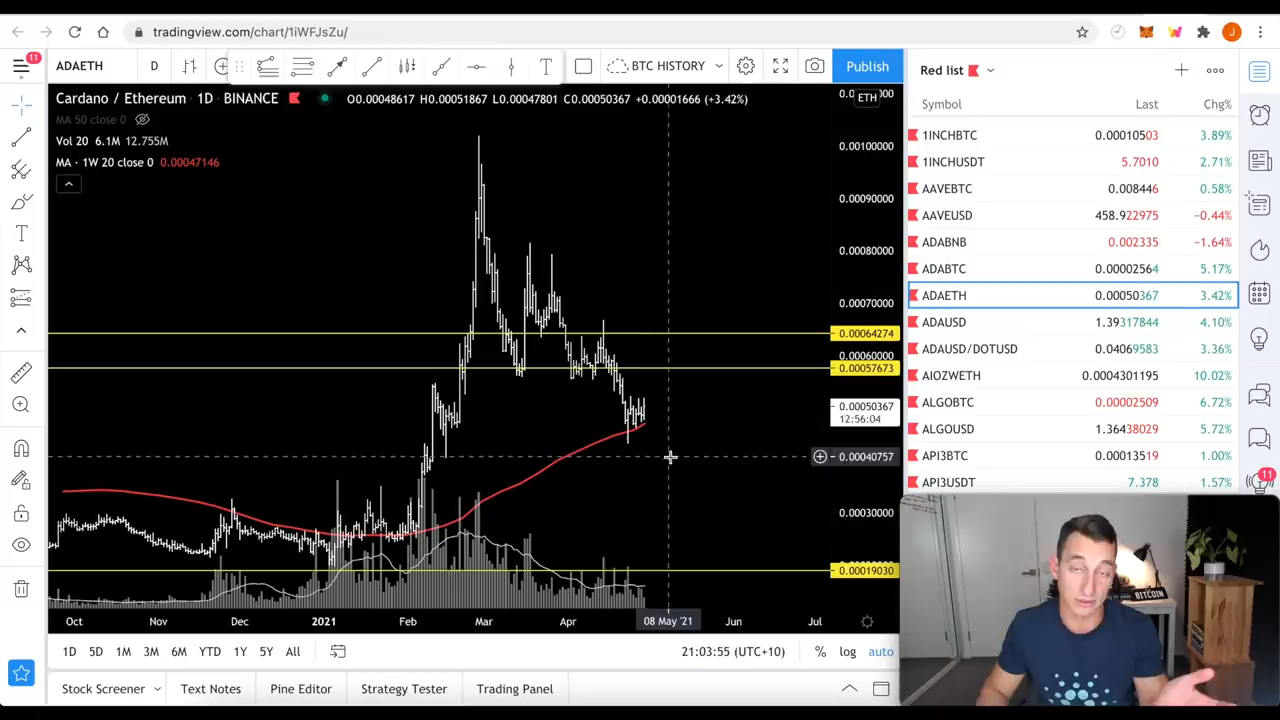 tradingview.com/chart/1iWFJsZu/
J
11
ADAETH
D
T
BTC HISTORY
Publish
Red list
Cardano / Ethereum · 1D · BINANCE
O0.00048617 H0.00051867 L0.00047801 C0.00050367 +0.00001666 (+3.42%)
ETH
MA 50 close 0
Vol 20 6.1M 12.755M
MA · 1W 20 close 0 0.00047146
0.00100000
0.00090000
0.00080000
0.00070000
0.00064274
0.00060000
0.00057673
0.00050367
12:56:04
0.00040757
0.00030000
0.00019030
Oct
Nov
Dec
2021
Feb
Mar
Apr
08 May '21
Jun
Jul
1D
5D
1M
3M
6M
YTD
1Y
5Y
All
21:03:55 (UTC+10)
%
log
auto
Stock Screener
Text Notes
Pine Editor
Strategy Tester
Trading Panel
Symbol Last Chg%
1INCHBTC 0.00010503 3.89%
1INCHUSDT 5.7010 2.71%
AAVEBTC 0.008446 0.58%
AAVEUSD 458.922975 −0.44%
ADABNB 0.002335 −1.64%
ADABTC 0.00002564 5.17%
ADAETH 0.00050367 3.42%
ADAUSD 1.39317844 4.10%
ADAUSD/DOTUSD 0.04069583 3.36%
AIOZWETH 0.0004301195 10.02%
ALGOBTC 0.00002509 6.72%
ALGOUSD 1.36438029 5.72%
API3BTC 0.00013519 1.00%
API3USDT 7.378 1.57%
11
BITCOIN